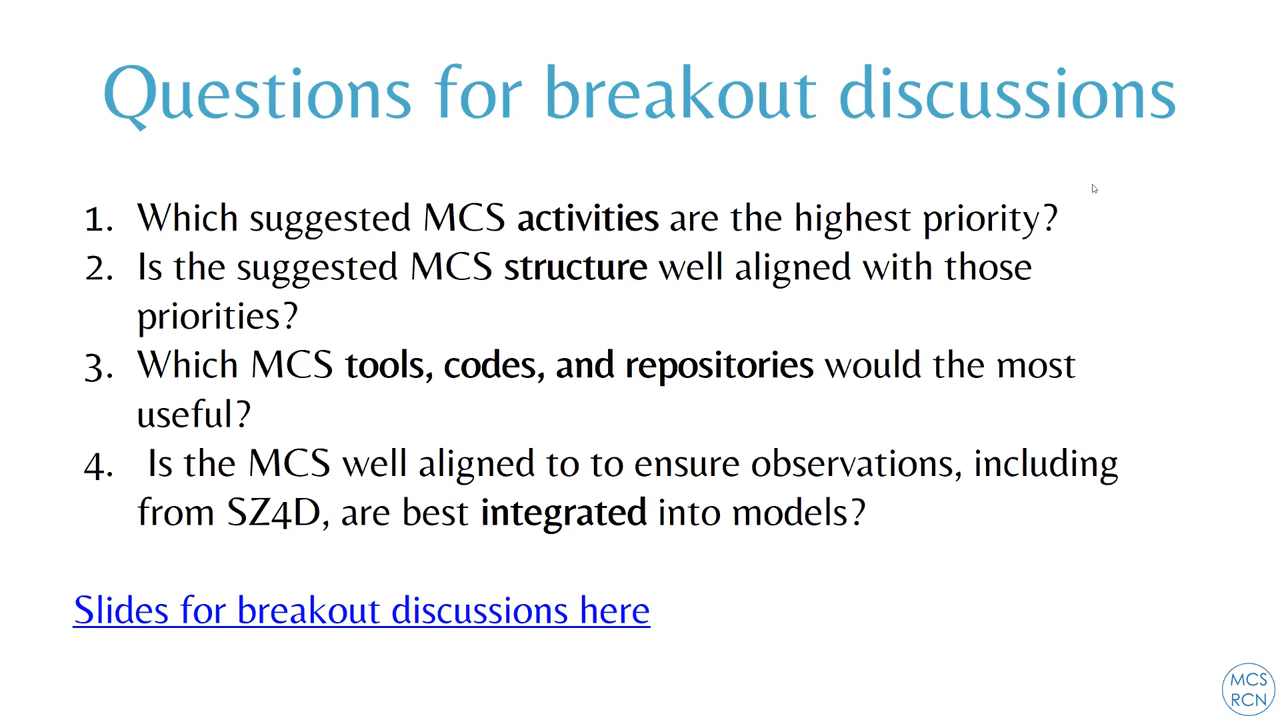 Questions for breakout discussions
1. Which suggested MCS activities are the highest priority?
2. Is the suggested MCS structure well aligned with those
priorities?
3. Which MCS tools, codes, and repositories would the most
useful?
4. Is the MCS well aligned to to ensure observations, including
from SZ4D, are best integrated into models?
Slides for breakout discussions here
MCS
RCN